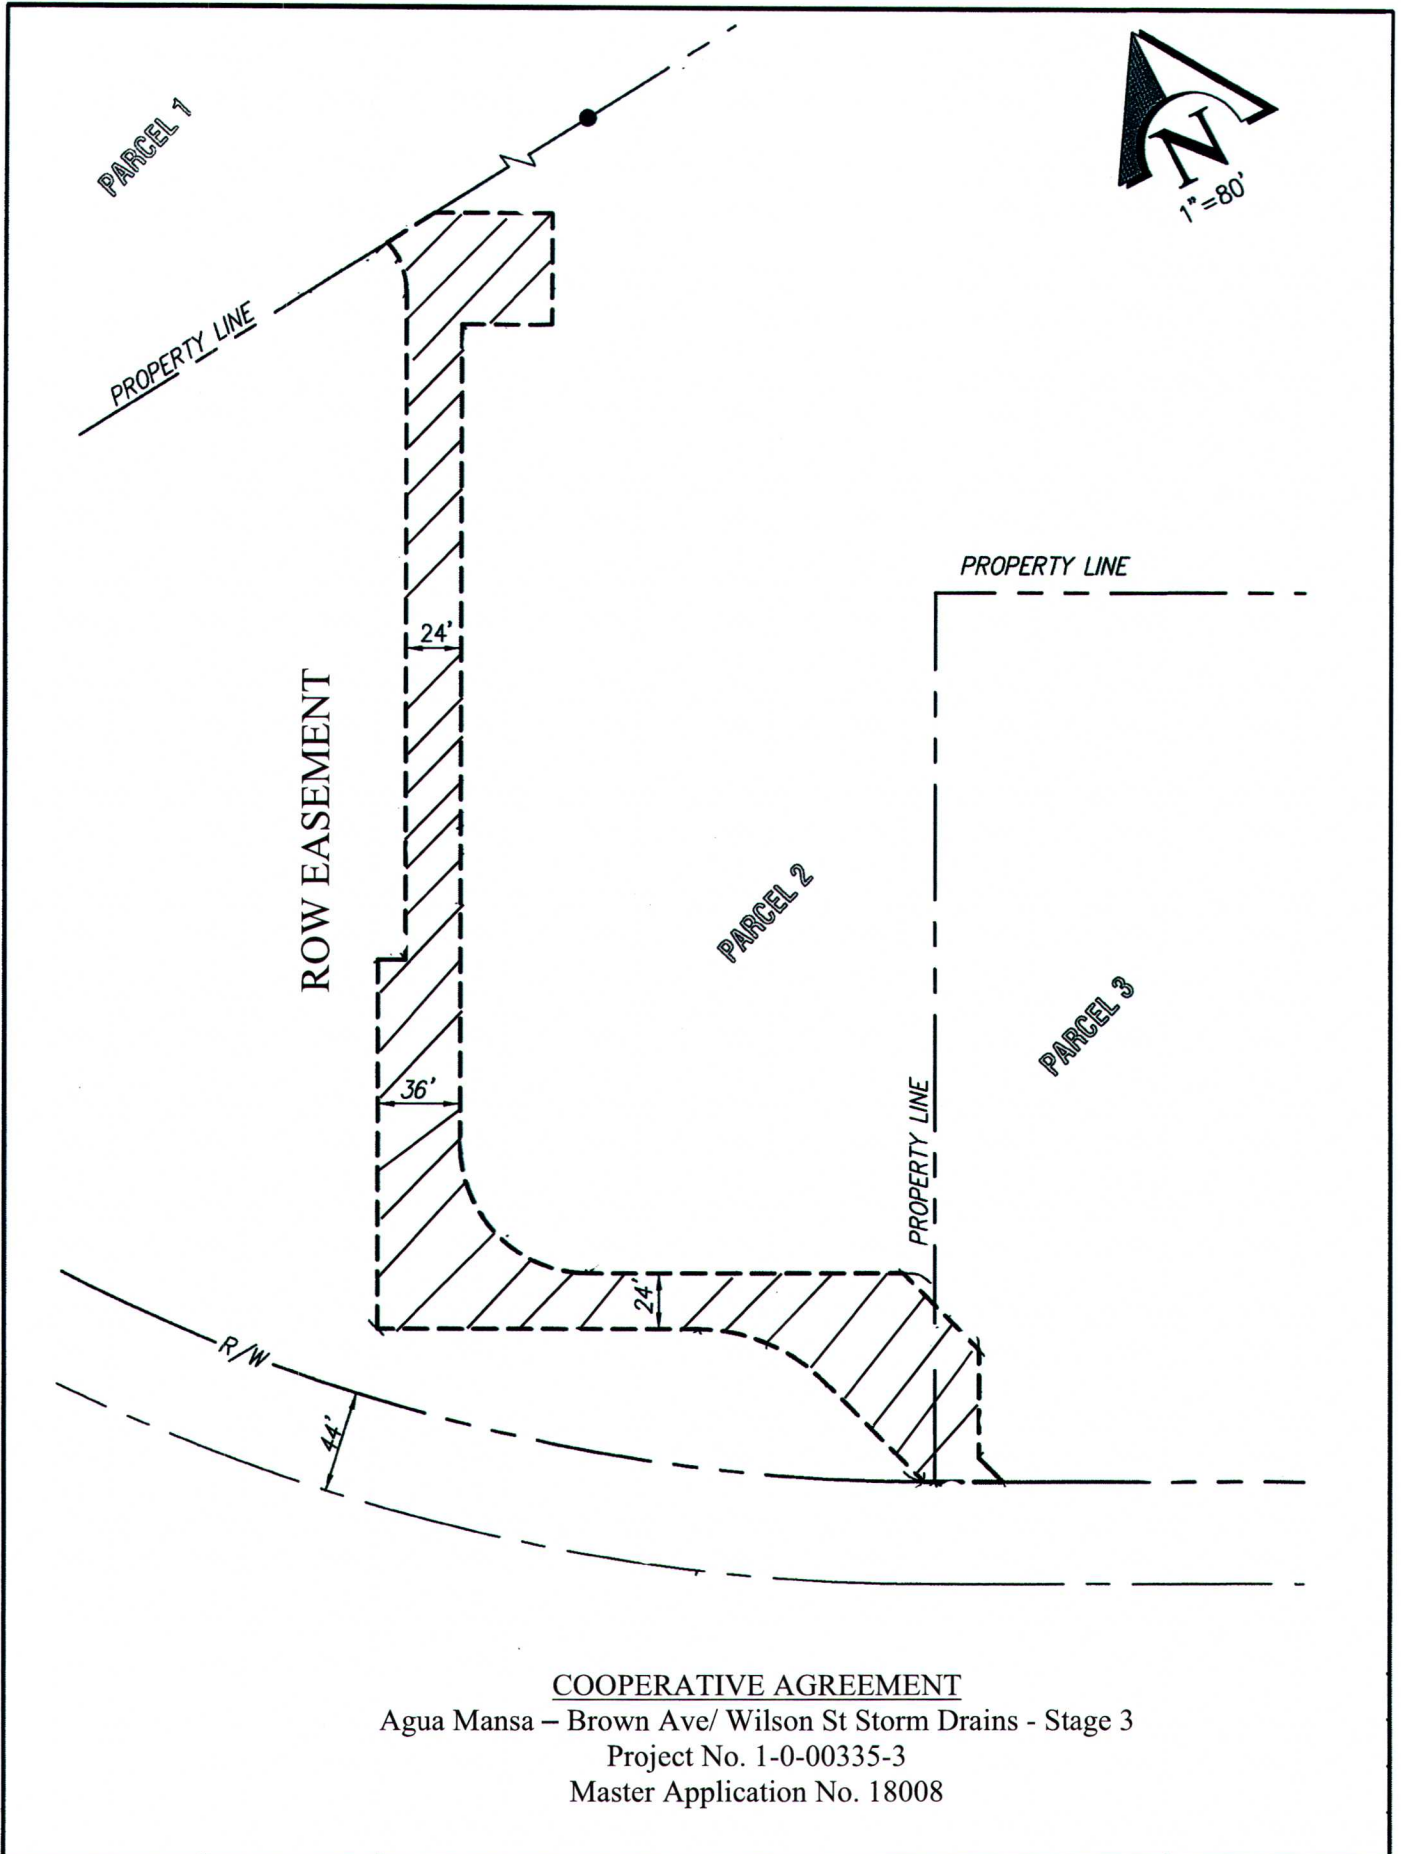 PARCEL 1
N
1"=80'
PROPERTY LINE
PROPERTY LINE
24'
ROW EASEMENT
PARCEL 2
PARCEL 3
36'
PROPERTY LINE
24'
R/W
44'
COOPERATIVE AGREEMENT
Agua Mansa – Brown Ave/ Wilson St Storm Drains - Stage 3
Project No. 1-0-00335-3
Master Application No. 18008